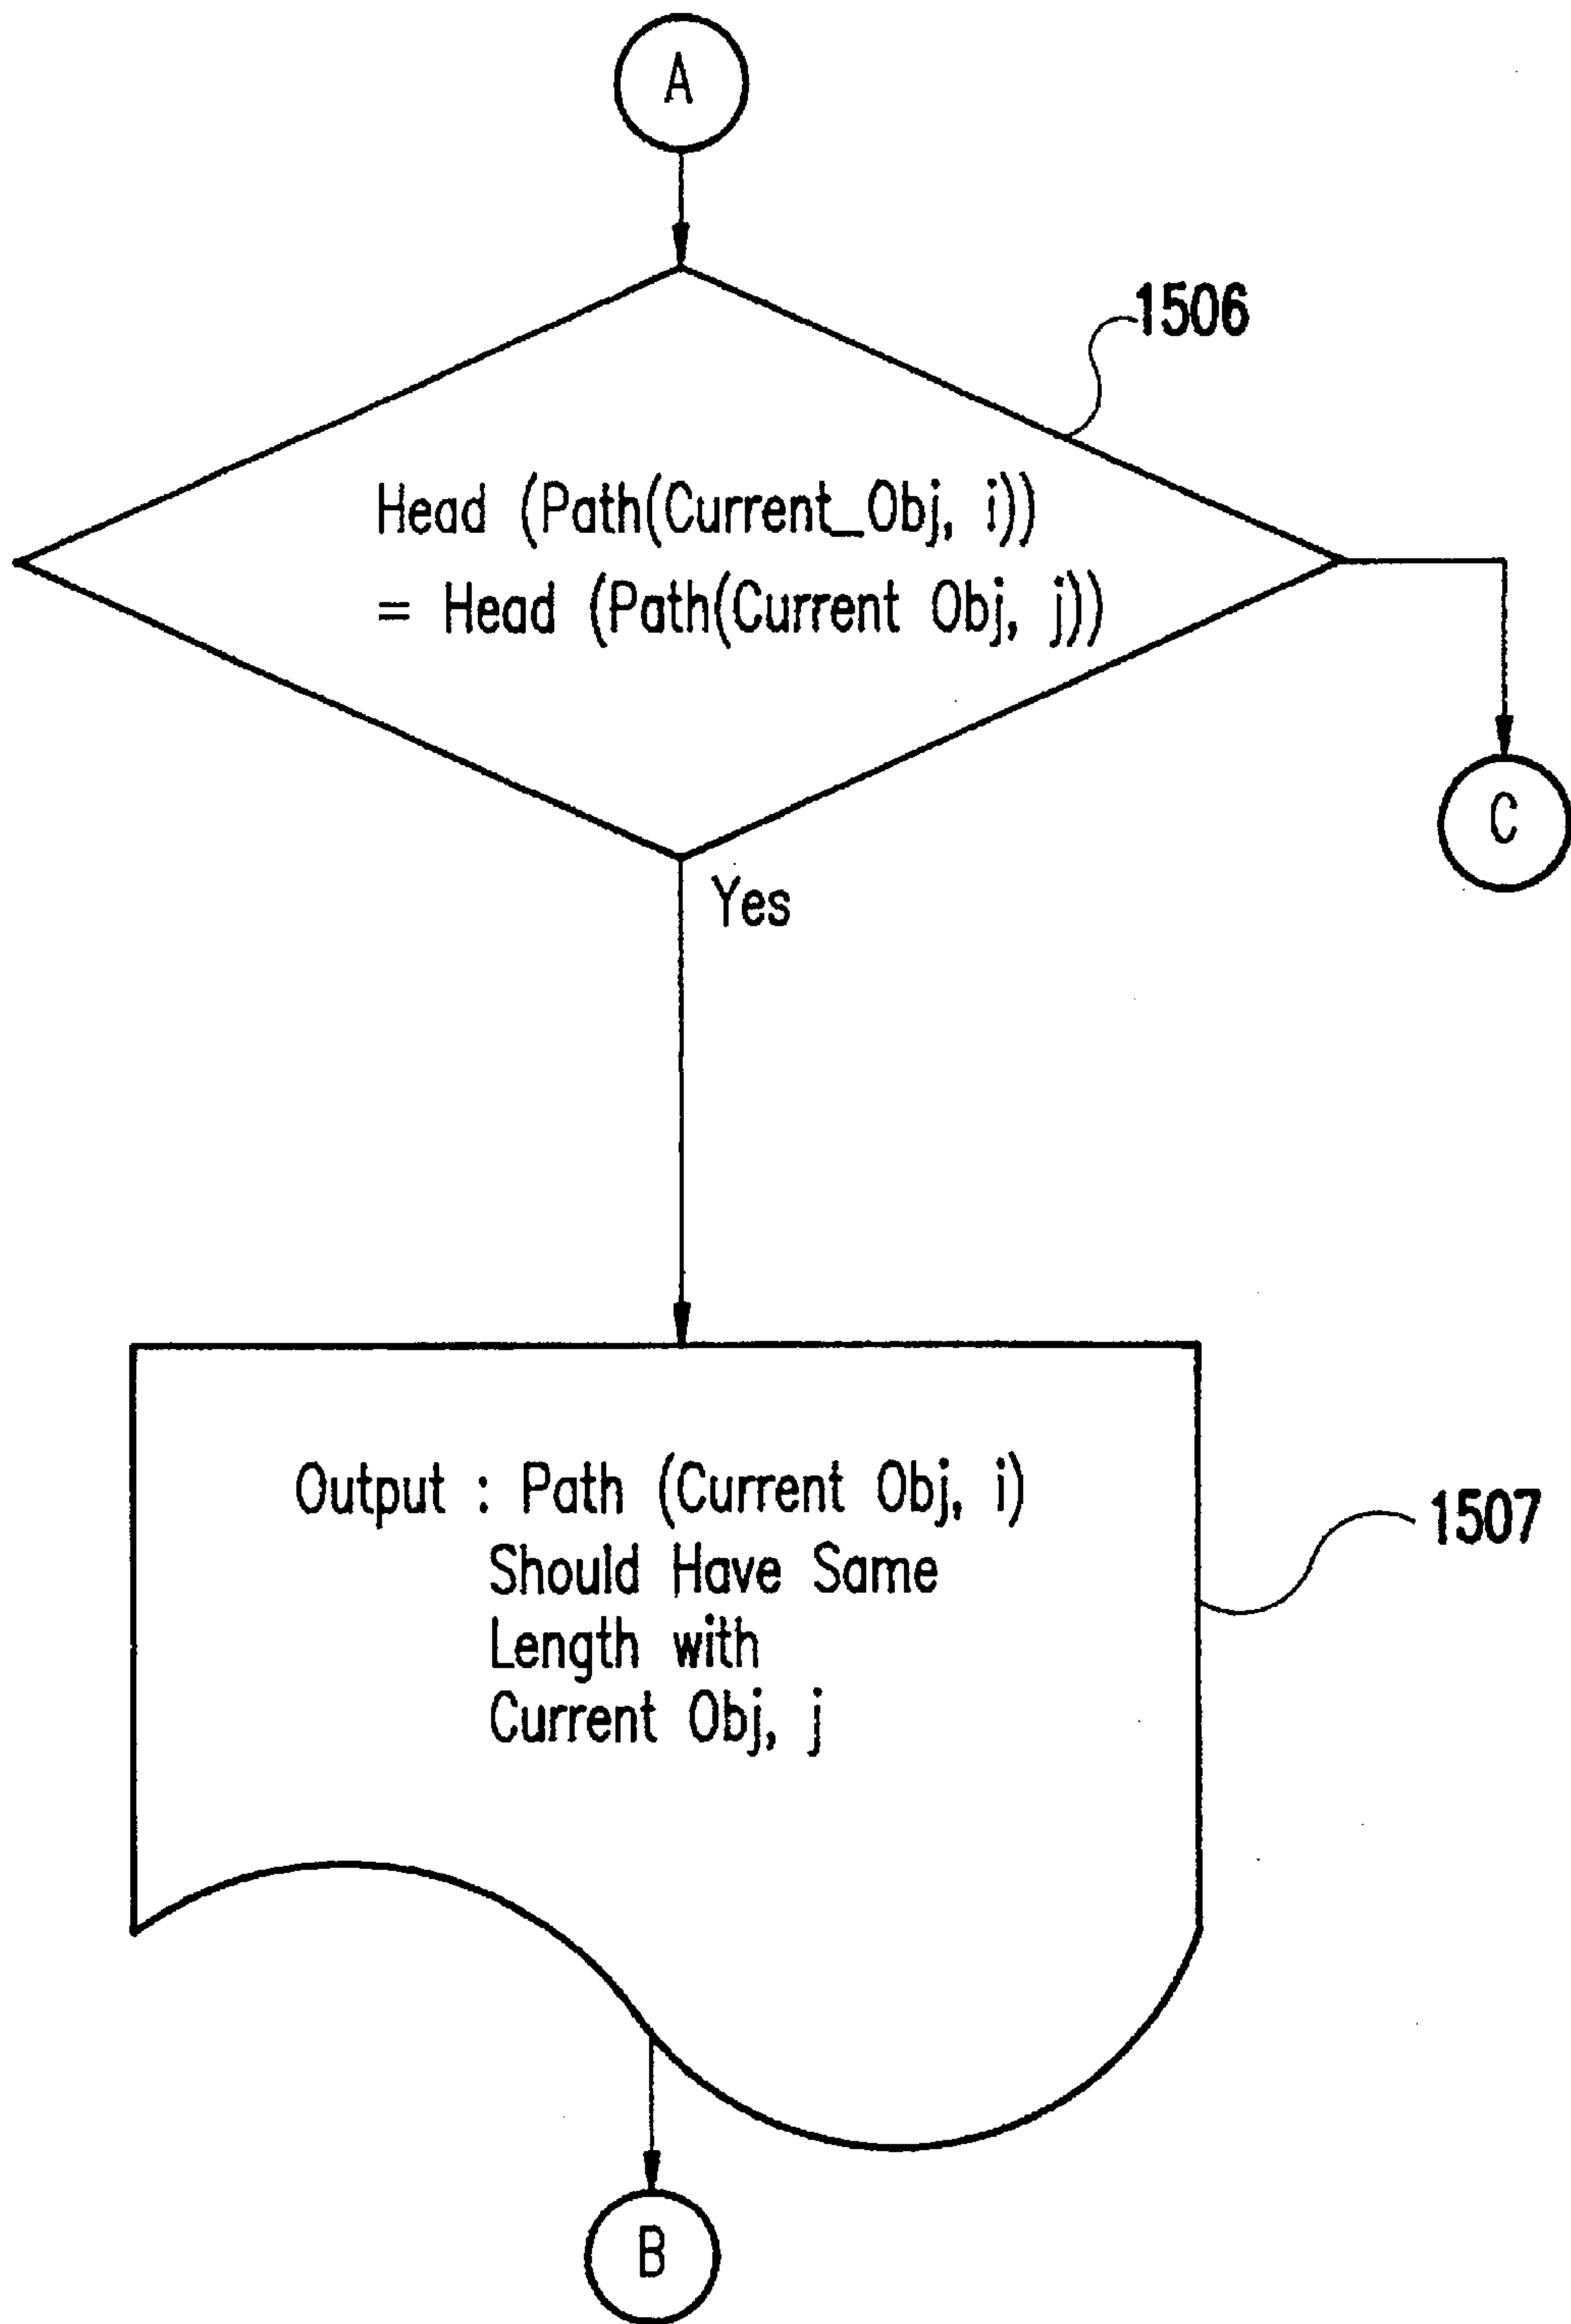 A
1506
Head (Path(Current_Obj, i))
= Head (Path(Current Obj, j))
C
Yes
Output : Path (Current Obj, i)
Should Have Same
Length with
Current Obj, j
1507
B